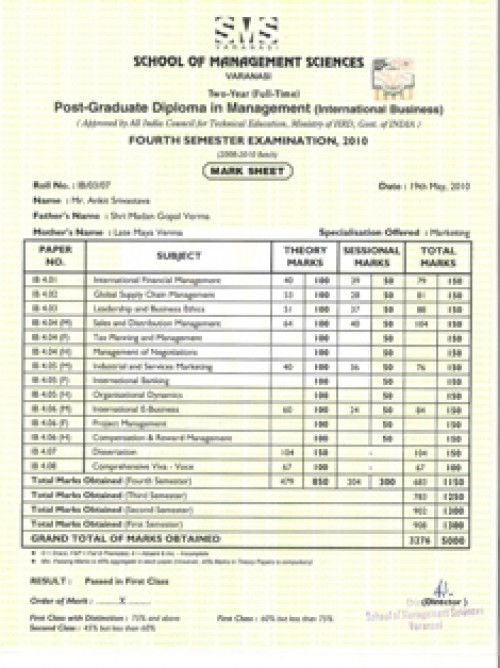 SMS
VARANASI
SCHOOL OF MANAGEMENT SCIENCES
VARANASI
Two-Year (Full-Time)
Post-Graduate Diploma in Management (International Business)
(Approved by All India Council for Technical Education, Ministry of HRD, Govt. of INDIA)
FOURTH SEMESTER EXAMINATION, 2010
(2008-2010 Batch)
MARK SHEET
Roll No. : IB/03/07 Date : 19th May, 2010
Name : Mr. Ankit Srivastava
Father's Name : Shri Madan Gopal Verma
Mother's Name : Late Maya Verma Specialisation Offered : Marketing
PAPER NO. SUBJECT THEORY MARKS SESSIONAL MARKS TOTAL MARKS
IB 4.01 International Financial Management 40 100 39 50 79 150
IB 4.02 Global Supply Chain Management 53 100 28 50 81 150
IB 4.03 Leadership and Business Ethics 51 100 37 50 88 150
IB 4.04 (M) Sales and Distribution Management 64 100 40 50 104 150
IB 4.04 (F) Tax Planning and Management 100 50 150
IB 4.04 (H) Management of Negotiations 100 50 150
IB 4.05 (M) Industrial and Services Marketing 40 100 36 50 76 150
IB 4.05 (F) International Banking 100 50 150
IB 4.05 (H) Organisational Dynamics 100 50 150
IB 4.06 (M) International E-Business 60 100 24 50 84 150
IB 4.06 (F) Project Management 100 50 150
IB 4.06 (H) Compensation & Reward Management 100 50 150
IB 4.07 Dissertation 104 150 - 104 150
IB 4.08 Comprehensive Viva - Voce 67 100 - 67 100
Total Marks Obtained (Fourth Semester) 479 850 204 300 683 1150
Total Marks Obtained (Third Semester) 783 1250
Total Marks Obtained (Second Semester) 902 1300
Total Marks Obtained (First Semester) 908 1300
GRAND TOTAL OF MARKS OBTAINED 3276 5000
RESULT : Passed in First Class
Order of Merit : ........X........
(Director)
School of Management Sciences
Varanasi
First Class with Distinction : 75% and above First Class : 60% but less than 75%
Second Class : 45% but less than 60%